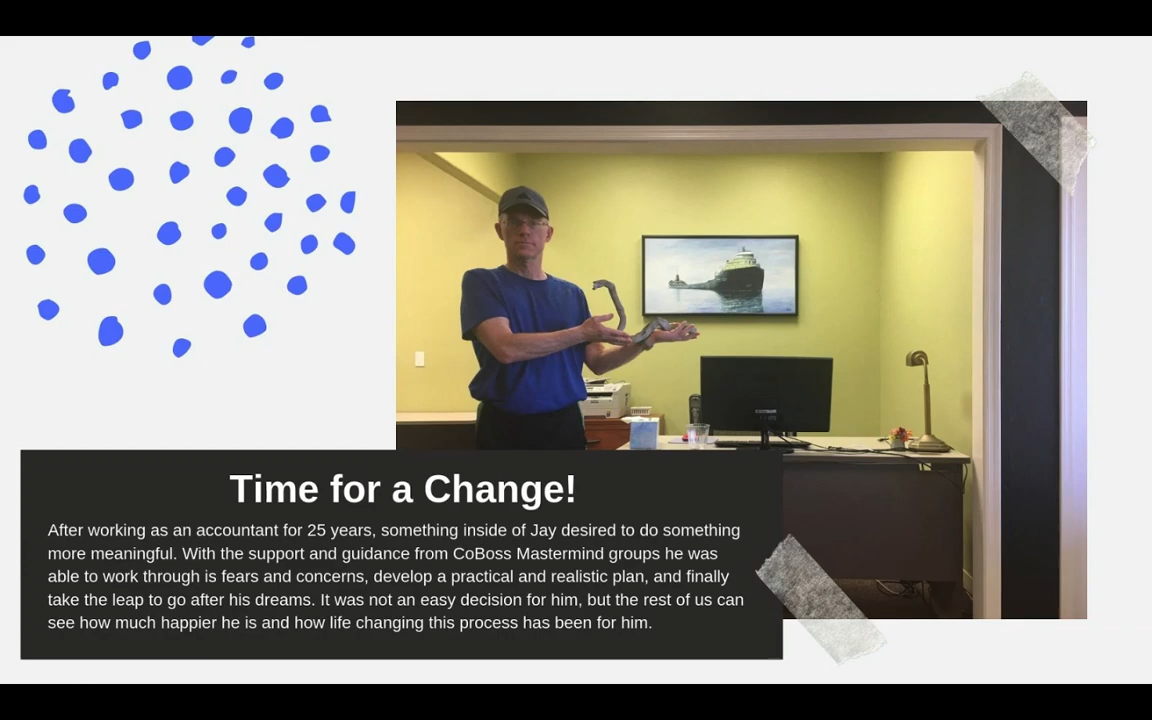 Time for a Change!
After working as an accountant for 25 years, something inside of Jay desired to do something
more meaningful. With the support and guidance from CoBoss Mastermind groups he was
able to work through is fears and concerns, develop a practical and realistic plan, and finally
take the leap to go after his dreams. It was not an easy decision for him, but the rest of us can
see how much happier he is and how life changing this process has been for him.